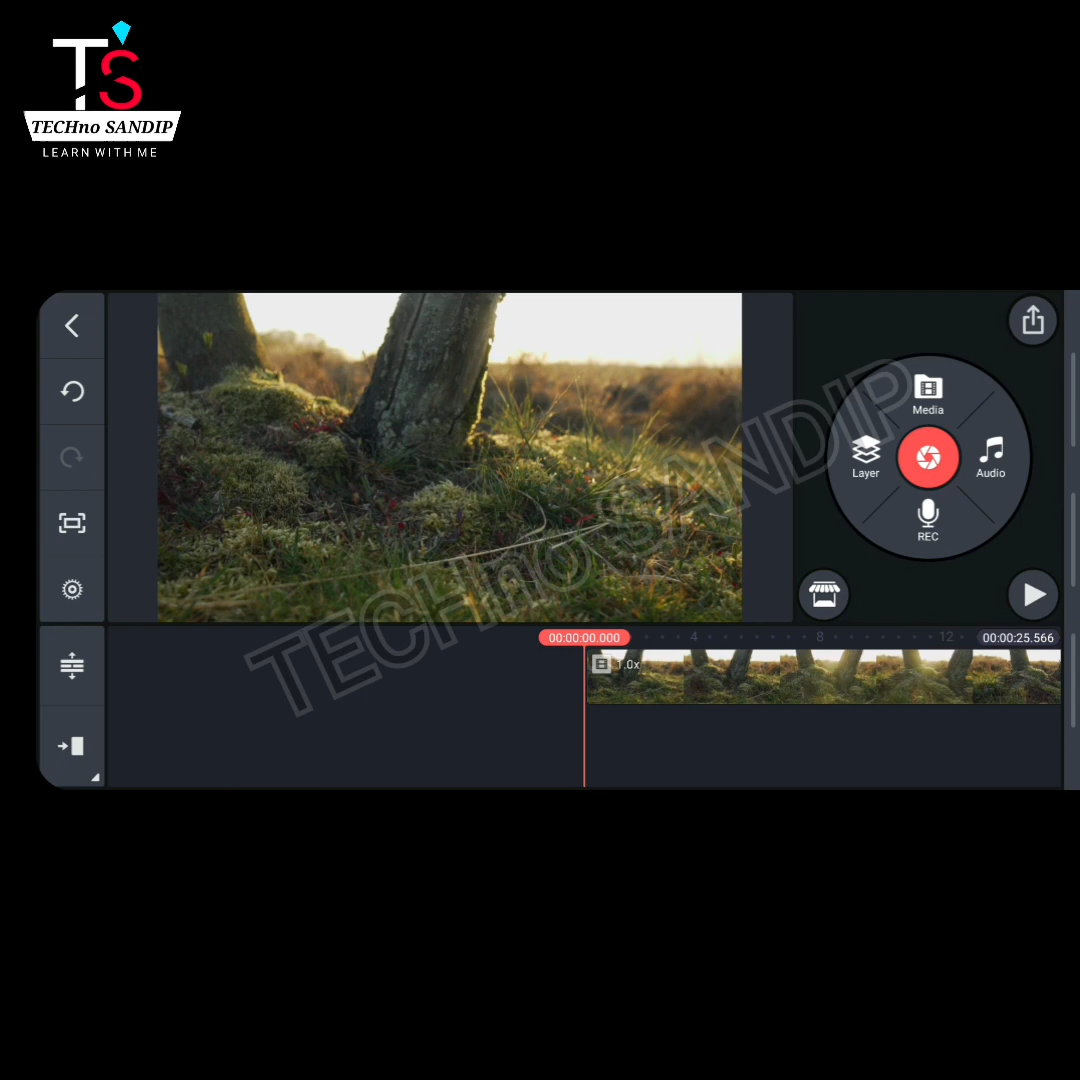 TS
TECHno SANDIP
LEARN WITH ME
Media
Layer
Audio
REC
TECHno SANDIP
00:00:00.000
4
8
12
00:00:25.566
1.0x